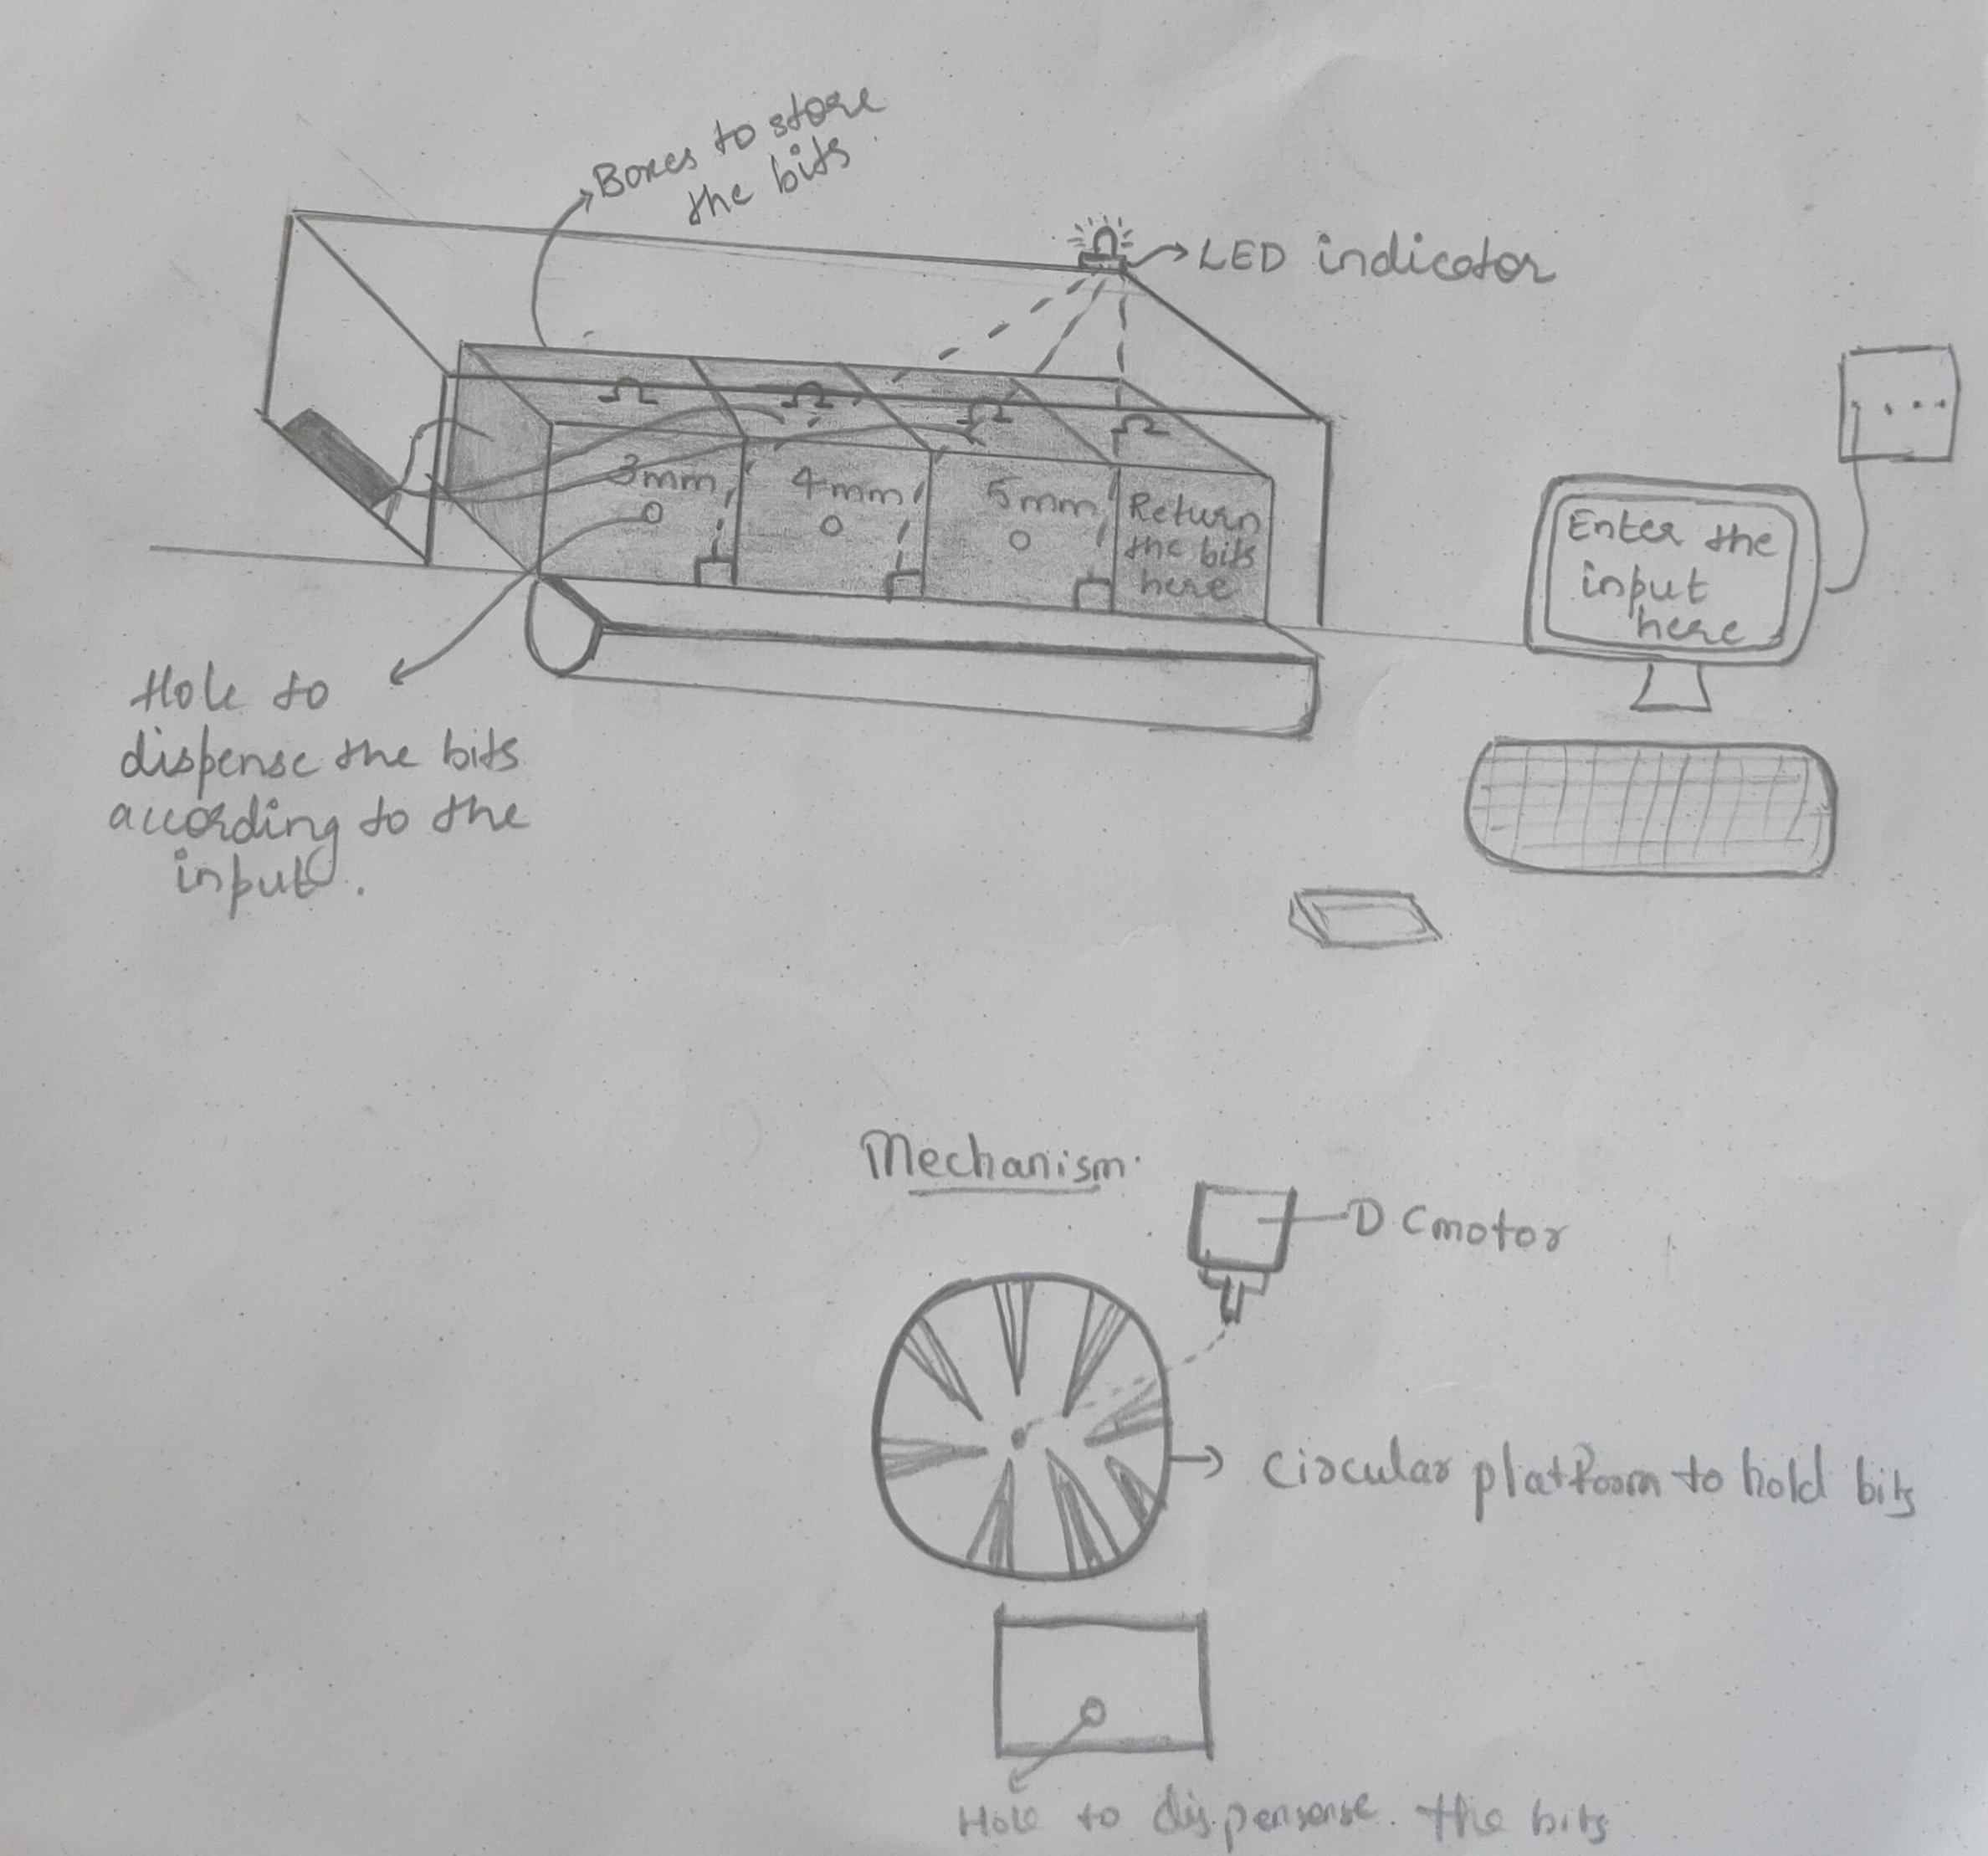 Boxes to store
the bits.
LED indicator
3mm
4mm
5mm
Return
the bits
here
Enter the
input
here
Hole to
dispense the bits
according to the
input.
Mechanism.
DC motor
Circular platform to hold bits
Hole to dispensense. the bits